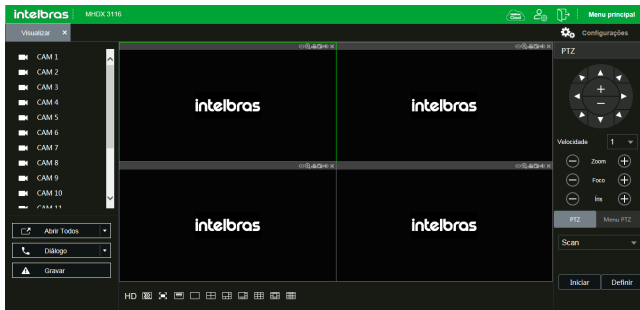 intelbras MHDX 3116 Menu principal
Visualizar × Configurações
CAM 1
CAM 2
CAM 3
CAM 4
CAM 5
CAM 6
CAM 7
CAM 8
CAM 9
CAM 10
CAM 11
Abrir Todos
Diálogo
Gravar
intelbras
intelbras
intelbras
intelbras
HD
PTZ
Velocidade 1
Zoom
Foco
Íris
PTZ Menu PTZ
Scan
Iniciar Definir